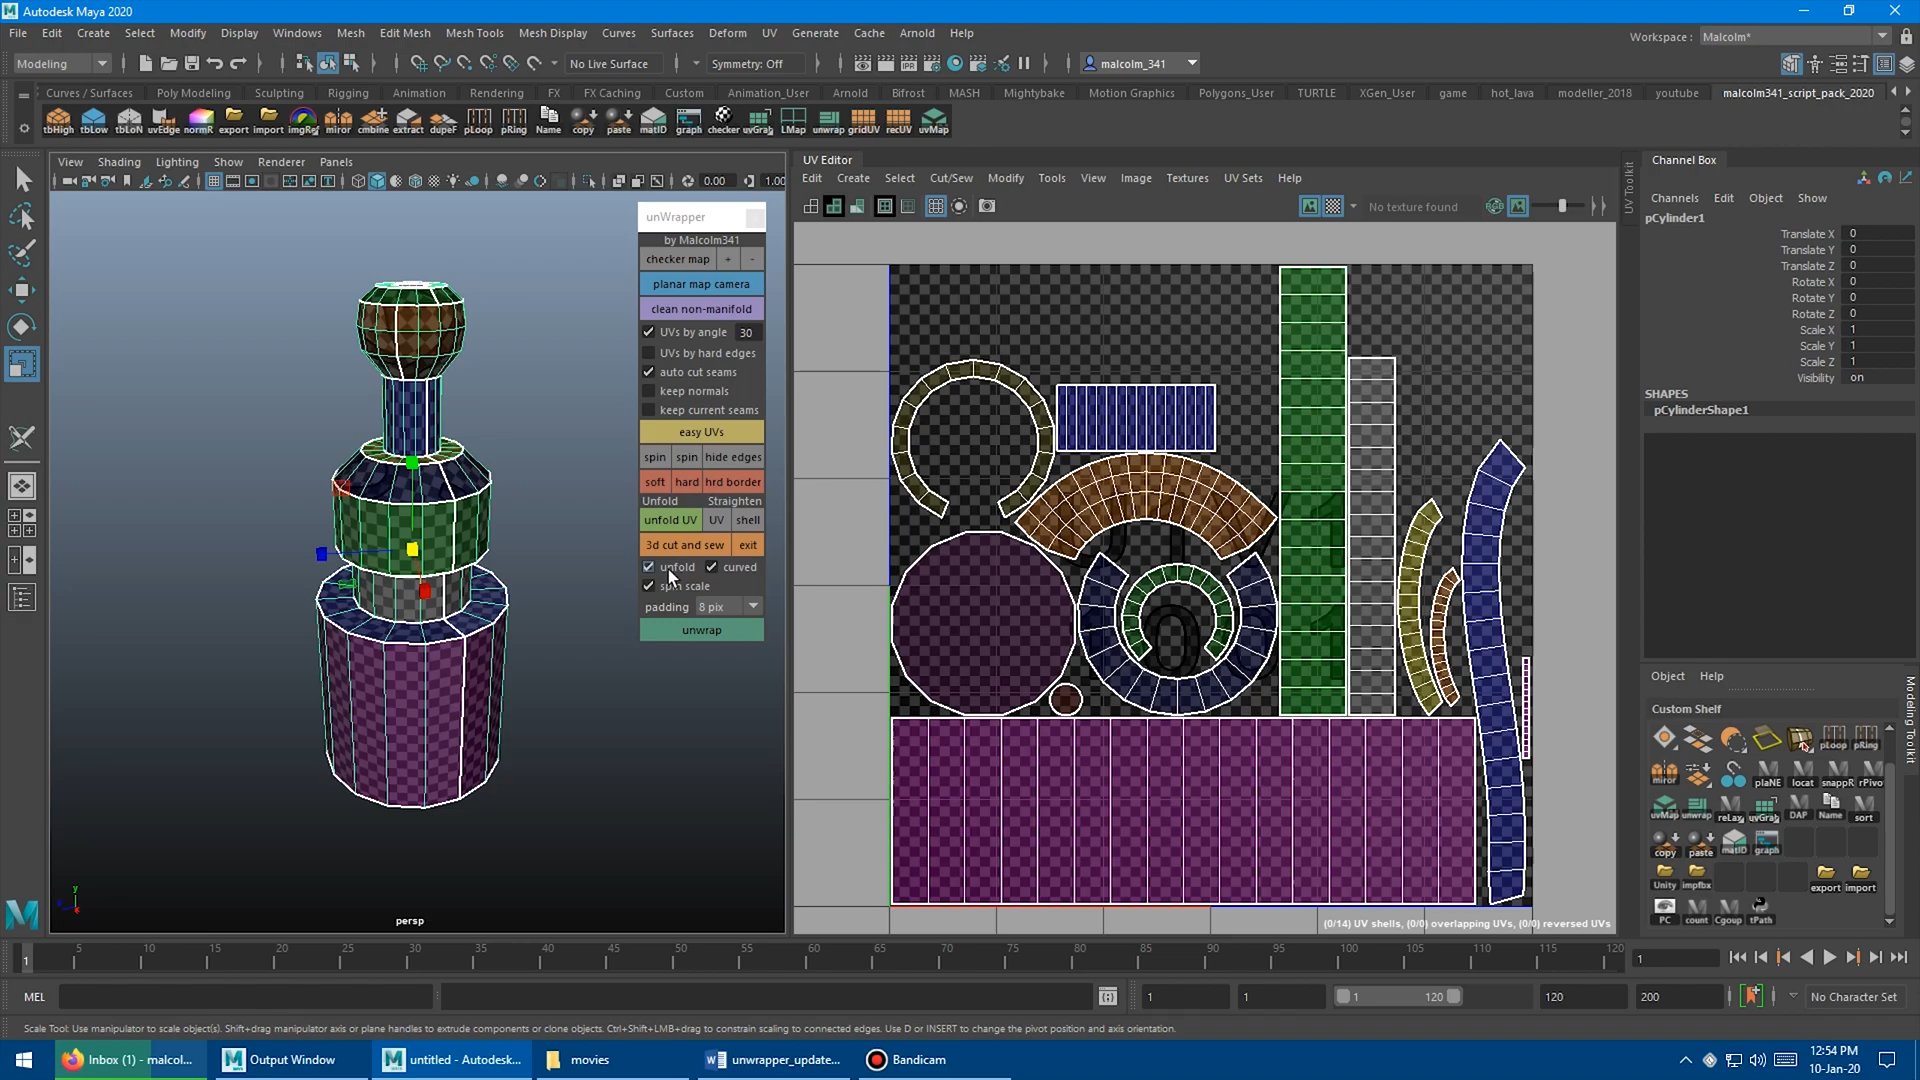 Autodesk Maya 2020
File Edit Create Select Modify Display Windows Mesh Edit Mesh Mesh Tools Mesh Display Curves Surfaces Deform UV Generate Cache Arnold Help
Workspace : Malcolm*
Modeling No Live Surface Symmetry: Off malcolm_341
Curves / Surfaces Poly Modeling Sculpting Rigging Animation Rendering FX FX Caching Custom Animation_User Arnold Bifrost MASH Mightybake Motion Graphics Polygons_User TURTLE XGen_User game hot_lava modeller_2018 youtube malcolm341_script_pack_2020
tbHigh tbLow tbLoN uvEdge normR export import imgRef mirror cmbine extract dupeF pLoop pRing Name copy paste matID graph checker uvGraj LMap unwrap gridUV recUV uvMap
View Shading Lighting Show Renderer Panels
0.00 1.00
unWrapper
by Malcolm341
checker map + -
planar map camera
clean non-manifold
UVs by angle 30
UVs by hard edges
auto cut seams
keep normals
keep current seams
easy UVs
spin spin hide edges
soft hard hrd border
Unfold Straighten
unfold UV UV shell
3d cut and sew exit
unfold curved
spin scale
padding 8 pix
unwrap
persp
UV Editor
Edit Create Select Cut/Sew Modify Tools View Image Textures UV Sets Help
No texture found
(0/14) UV shells, (0/0) overlapping UVs, (0/0) reversed UVs
UV Toolkit
Channel Box
Channels Edit Object Show
pCylinder1
Translate X 0
Translate Y 0
Translate Z 0
Rotate X 0
Rotate Y 0
Rotate Z 0
Scale X 1
Scale Y 1
Scale Z 1
Visibility on
SHAPES
pCylinderShape1
Object Help
Custom Shelf
pLoop pRing
miror plaNE locat snappR rPivo
uvMap unwrap reLax uvGraj DAP Name sort
copy paste matID graph
Unity impfbx export import
PC count Cgoup tPath
Modeling Toolkit
1 5 10 15 20 25 30 35 40 45 50 55 60 65 70 75 80 85 90 95 100 105 110 115 120 1
MEL 1 1 1 120 120 200 No Character Set
Scale Tool: Use manipulator to scale object(s). Shift+drag manipulator axis or plane handles to extrude components or clone objects. Ctrl+Shift+LMB+drag to constrain scaling to connected edges. Use D or INSERT to change the pivot position and axis orientation.
Inbox (1) - malcol... Output Window untitled - Autodesk... movies unwrapper_update... Bandicam
12:54 PM
10-Jan-20